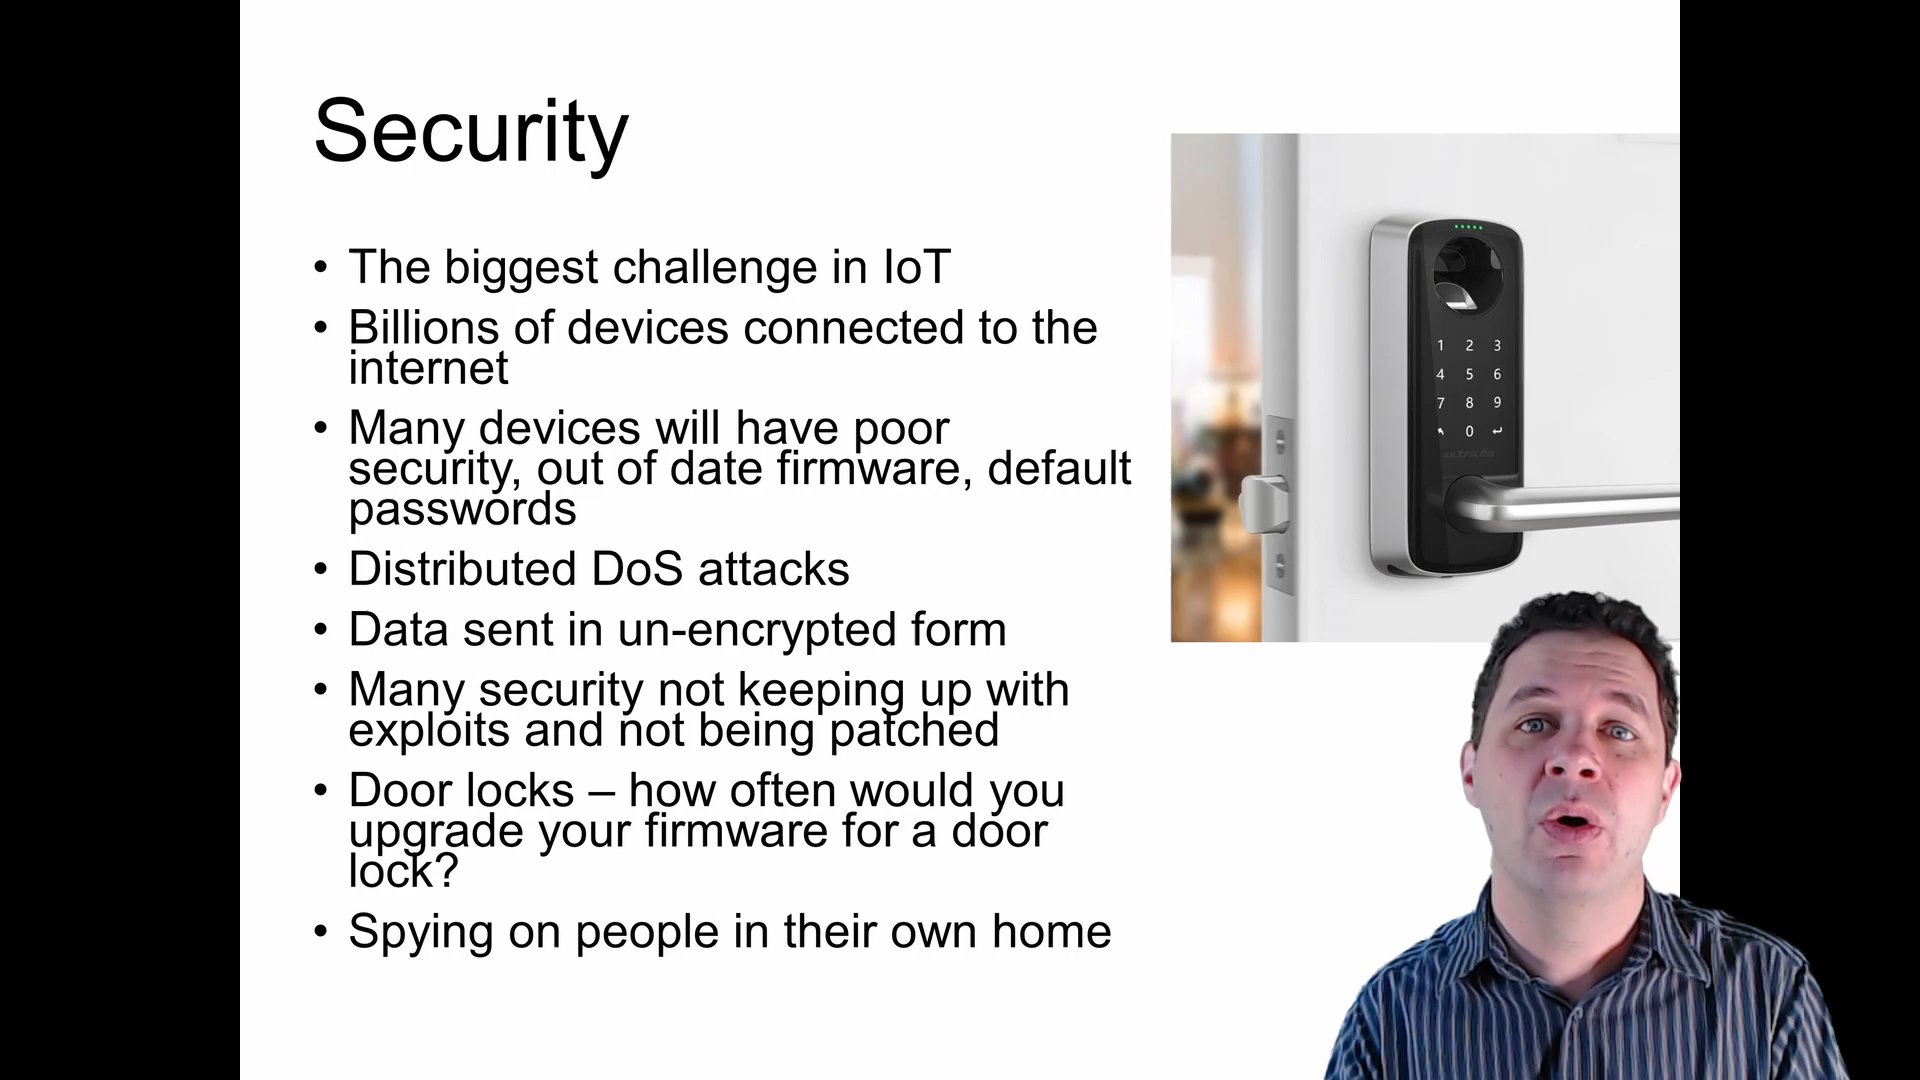 Security
• The biggest challenge in IoT
• Billions of devices connected to the
internet
• Many devices will have poor
security, out of date firmware, default
passwords
• Distributed DoS attacks
• Data sent in un-encrypted form
• Many security not keeping up with
exploits and not being patched
• Door locks – how often would you
upgrade your firmware for a door
lock?
• Spying on people in their own home
1 2 3
4 5 6
7 8 9
0